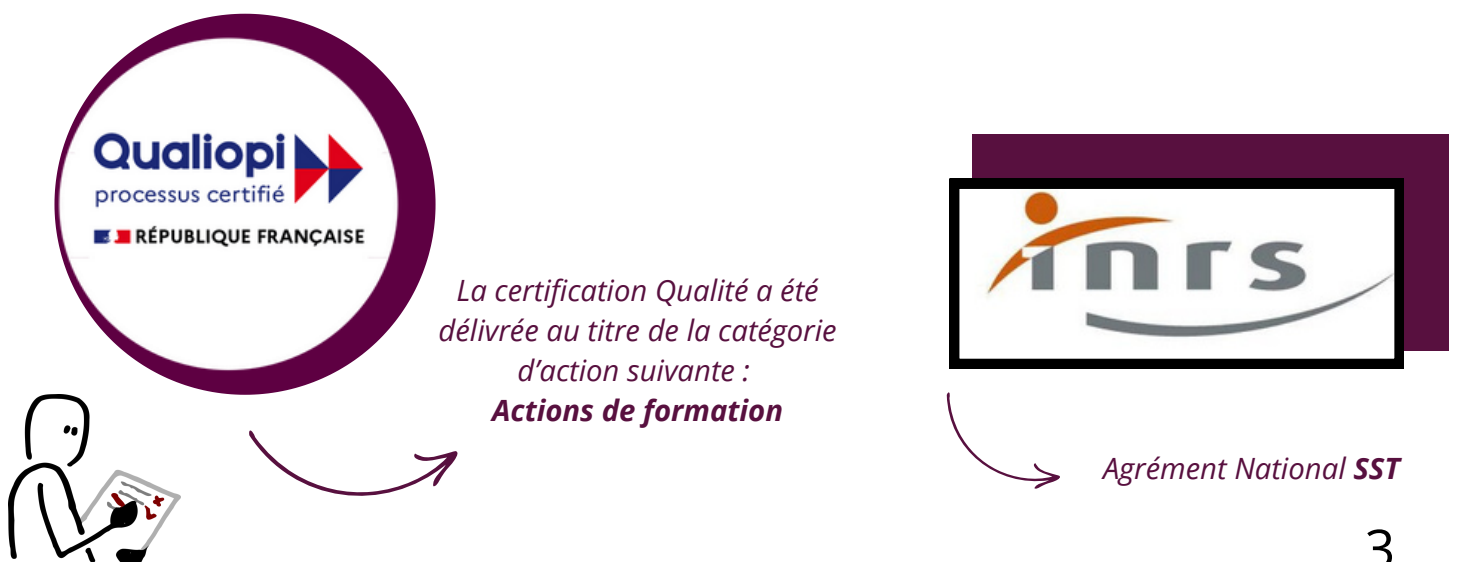 Qualiopi
processus certifié
RÉPUBLIQUE FRANÇAISE
La certification Qualité a été
délivrée au titre de la catégorie
d'action suivante :
Actions de formation
inrs
Agrément National SST
3